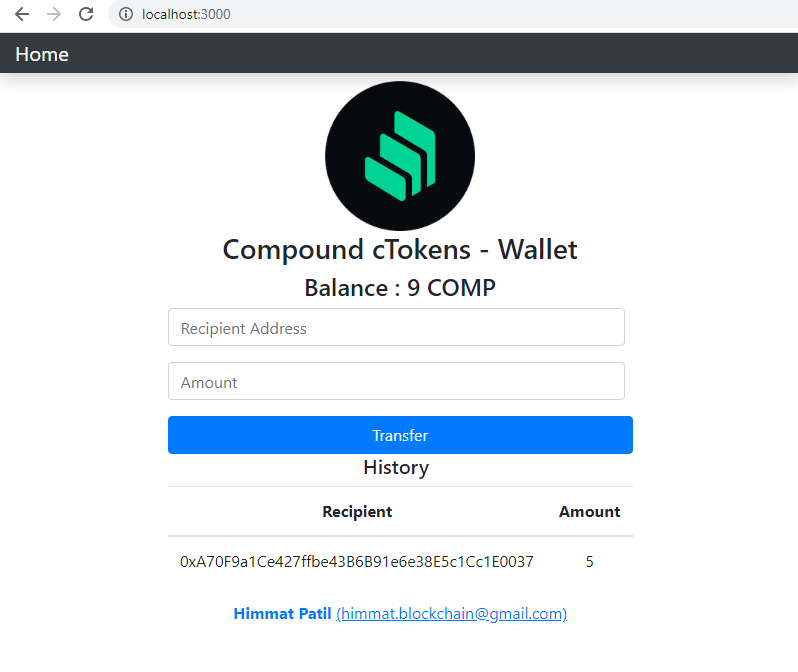 localhost:3000
Home
Compound cTokens - Wallet
Balance : 9 COMP
Recipient Address
Amount
Transfer
History
Recipient Amount
0xA70F9a1Ce427ffbe43B6B91e6e38E5c1Cc1E0037 5
Himmat Patil (himmat.blockchain@gmail.com)